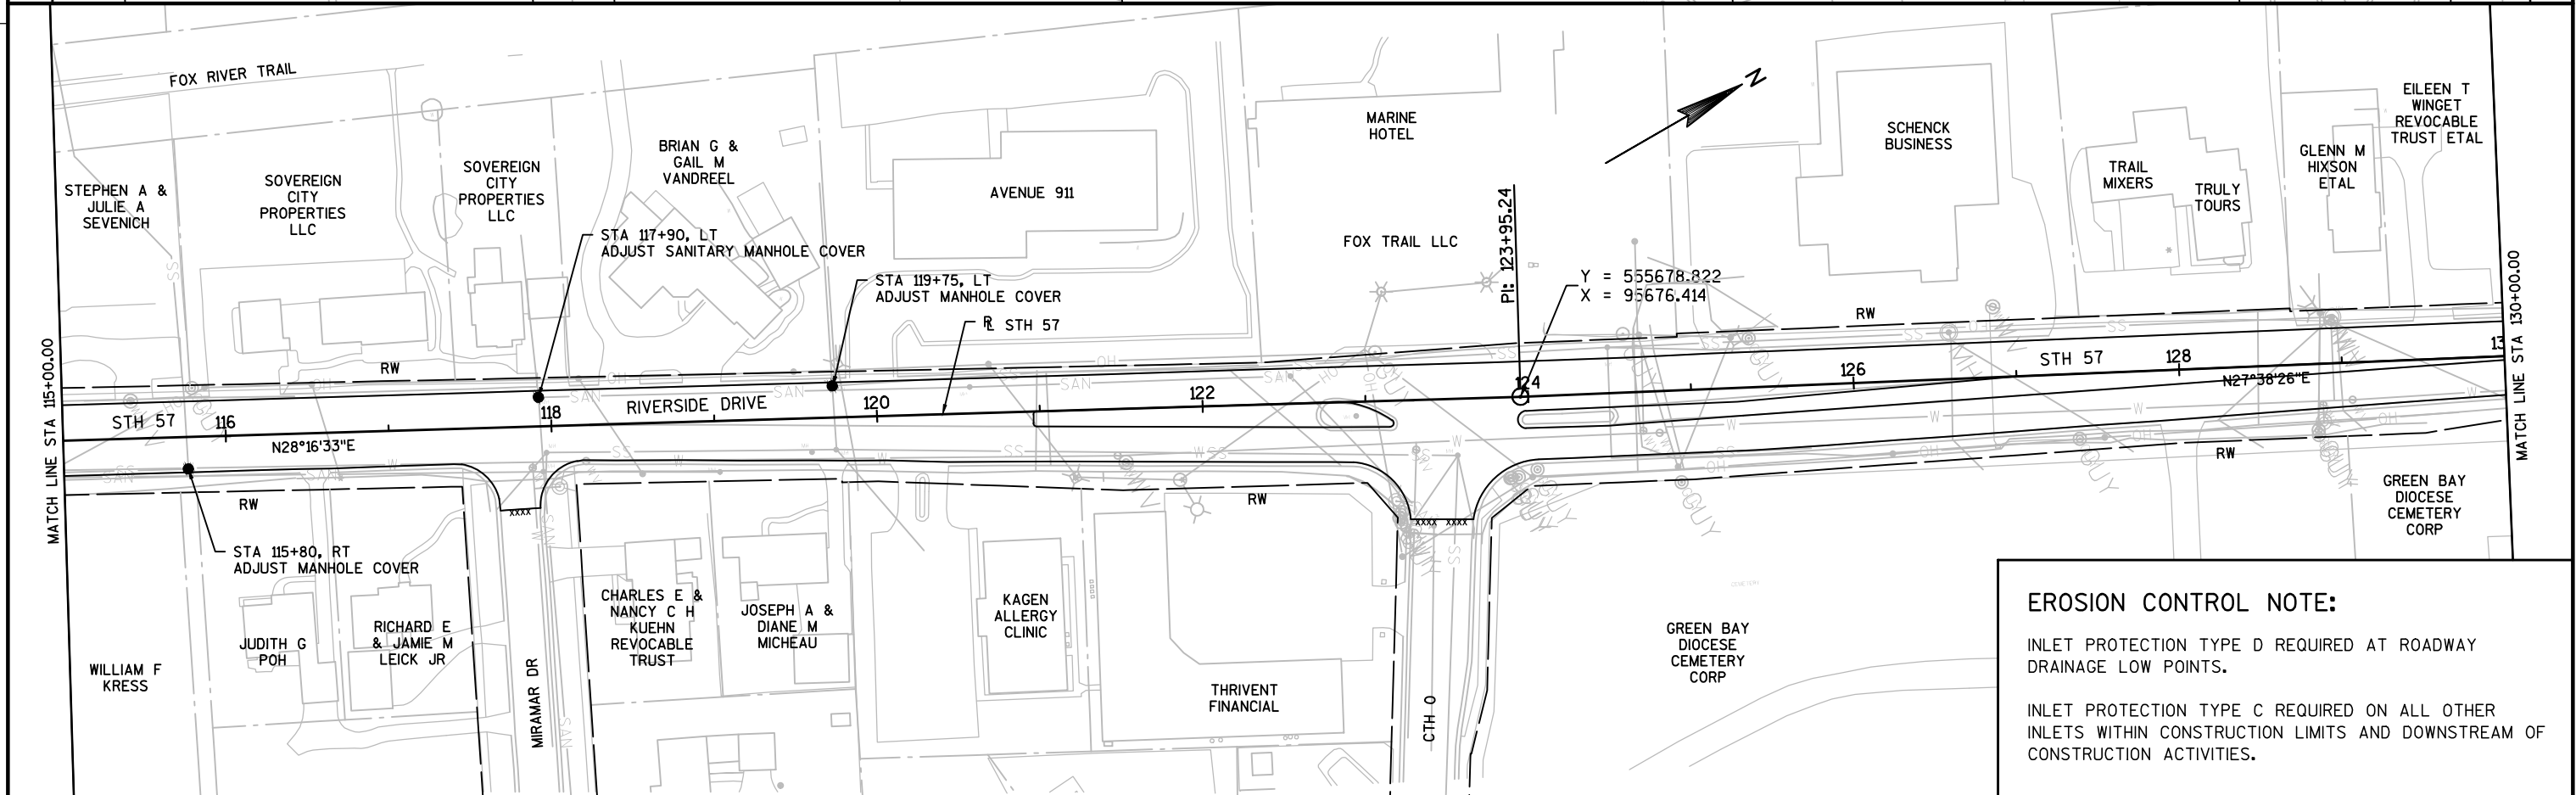 FOX RIVER TRAIL
STEPHEN A &
JULIE A
SEVENICH
SOVEREIGN
CITY
PROPERTIES
LLC
SOVEREIGN
CITY
PROPERTIES
LLC
BRIAN G &
GAIL M
VANDREEL
AVENUE 911
MARINE
HOTEL
FOX TRAIL LLC
N
SCHENCK
BUSINESS
TRAIL
MIXERS
TRULY
TOURS
GLENN M
HIXSON
ETAL
EILEEN T
WINGET
REVOCABLE
TRUST ETAL
STA 117+90, LT
ADJUST SANITARY MANHOLE COVER
STA 119+75, LT
ADJUST MANHOLE COVER
STH 57
PI: 123+95.24
Y = 555678.822
X = 95676.414
MATCH LINE STA 115+00.00
RW
RW
STH 57
116
118
RIVERSIDE DRIVE
120
122
124
126
STH 57
128
13
N28°16'33"E
N27°38'26"E
MATCH LINE STA 130+00.00
RW
RW
RW
STA 115+80, RT
ADJUST MANHOLE COVER
XXXX
XXXX XXXX
WILLIAM F
KRESS
JUDITH G
POH
RICHARD E
& JAMIE M
LEICK JR
MIRAMAR DR
CHARLES E &
NANCY C H
KUEHN
REVOCABLE
TRUST
JOSEPH A &
DIANE M
MICHEAU
KAGEN
ALLERGY
CLINIC
THRIVENT
FINANCIAL
CTH O
CEMETERY
GREEN BAY
DIOCESE
CEMETERY
CORP
GREEN BAY
DIOCESE
CEMETERY
CORP
EROSION CONTROL NOTE:
INLET PROTECTION TYPE D REQUIRED AT ROADWAY
DRAINAGE LOW POINTS.
INLET PROTECTION TYPE C REQUIRED ON ALL OTHER
INLETS WITHIN CONSTRUCTION LIMITS AND DOWNSTREAM OF
CONSTRUCTION ACTIVITIES.